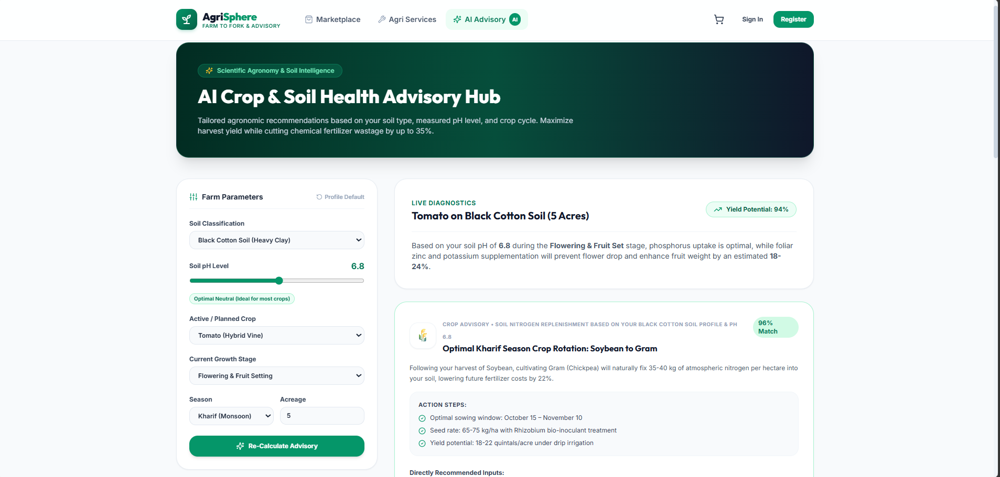 AgriSphere
FARM TO FORK & ADVISORY
Marketplace
Agri Services
AI Advisory AI
Sign In
Register
Scientific Agronomy & Soil Intelligence
AI Crop & Soil Health Advisory Hub
Tailored agronomic recommendations based on your soil type, measured pH level, and crop cycle. Maximize
harvest yield while cutting chemical fertilizer wastage by up to 35%.
Farm Parameters
Profile Default
Soil Classification
Black Cotton Soil (Heavy Clay)
Soil pH Level
6.8
Optimal Neutral (Ideal for most crops)
Active / Planned Crop
Tomato (Hybrid Vine)
Current Growth Stage
Flowering & Fruit Setting
Season
Acreage
Kharif (Monsoon)
5
Re-Calculate Advisory
LIVE DIAGNOSTICS
Tomato on Black Cotton Soil (5 Acres)
Yield Potential: 94%
Based on your soil pH of 6.8 during the Flowering & Fruit Set stage, phosphorus uptake is optimal, while foliar
zinc and potassium supplementation will prevent flower drop and enhance fruit weight by an estimated 18-
24%.
CROP ADVISORY • SOIL NITROGEN REPLENISHMENT BASED ON YOUR BLACK COTTON SOIL PROFILE & PH
6.8
96%
Match
Optimal Kharif Season Crop Rotation: Soybean to Gram
Following your harvest of Soybean, cultivating Gram (Chickpea) will naturally fix 35-40 kg of atmospheric nitrogen per hectare into
your soil, lowering future fertilizer costs by 22%.
ACTION STEPS:
Optimal sowing window: October 15 – November 10
Seed rate: 65-75 kg/ha with Rhizobium bio-inoculant treatment
Yield potential: 18-22 quintals/acre under drip irrigation
Directly Recommended Inputs: